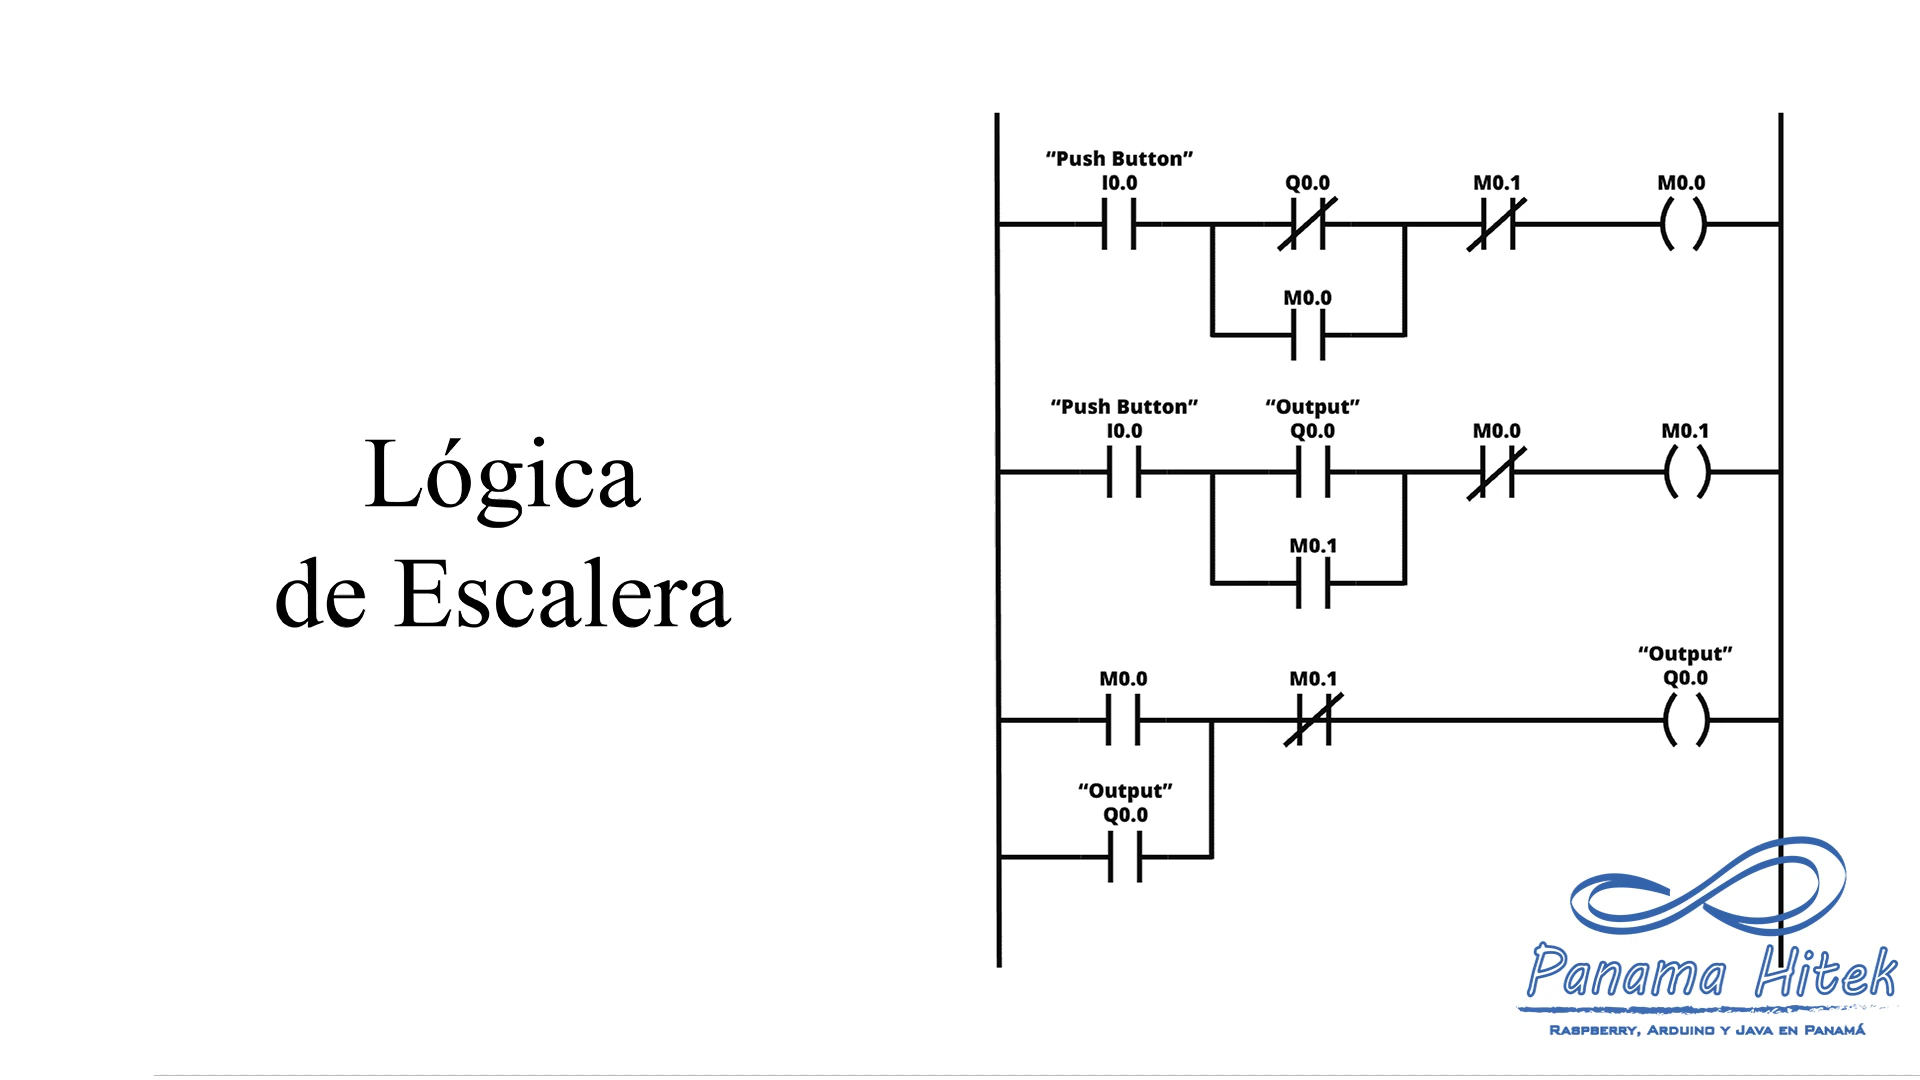 Lógica
de Escalera
“Push Button”
I0.0
Q0.0
M0.1
M0.0
M0.0
“Push Button”
I0.0
“Output”
Q0.0
M0.0
M0.1
M0.1
“Output”
Q0.0
M0.0
M0.1
“Output”
Q0.0
Panama Hitek
Raspberry, Arduino y Java en Panamá